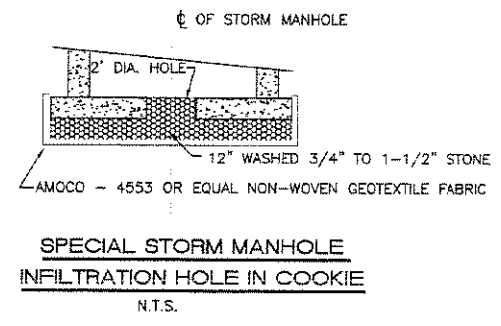 ℄ OF STORM MANHOLE
2' DIA. HOLE
12" WASHED 3/4" TO 1-1/2" STONE
AMOCO - 4553 OR EQUAL NON-WOVEN GEOTEXTILE FABRIC
SPECIAL STORM MANHOLE
INFILTRATION HOLE IN COOKIE
N.T.S.